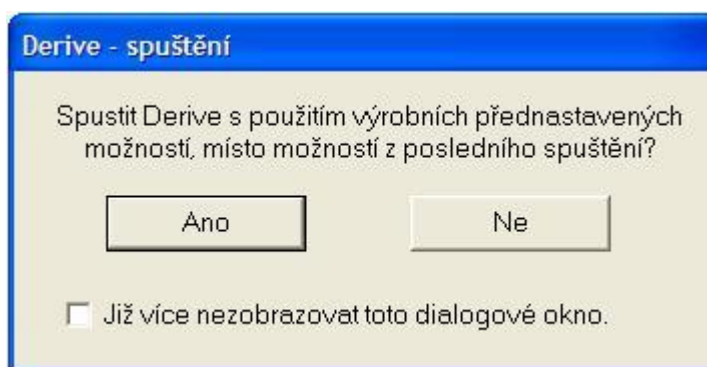 Derive - spuštění
Spustit Derive s použitím výrobních přednastavených
možností, místo možností z posledního spuštění?
Ano
Ne
Již více nezobrazovat toto dialogové okno.